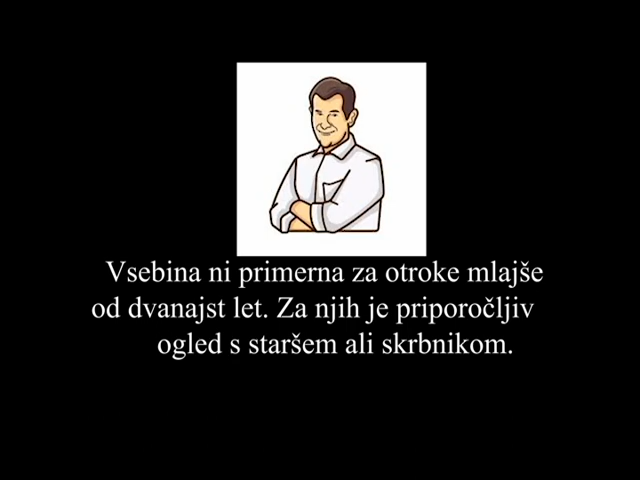 Vsebina ni primerna za otroke mlajše
od dvanajst let. Za njih je priporočljiv
ogled s staršem ali skrbnikom.